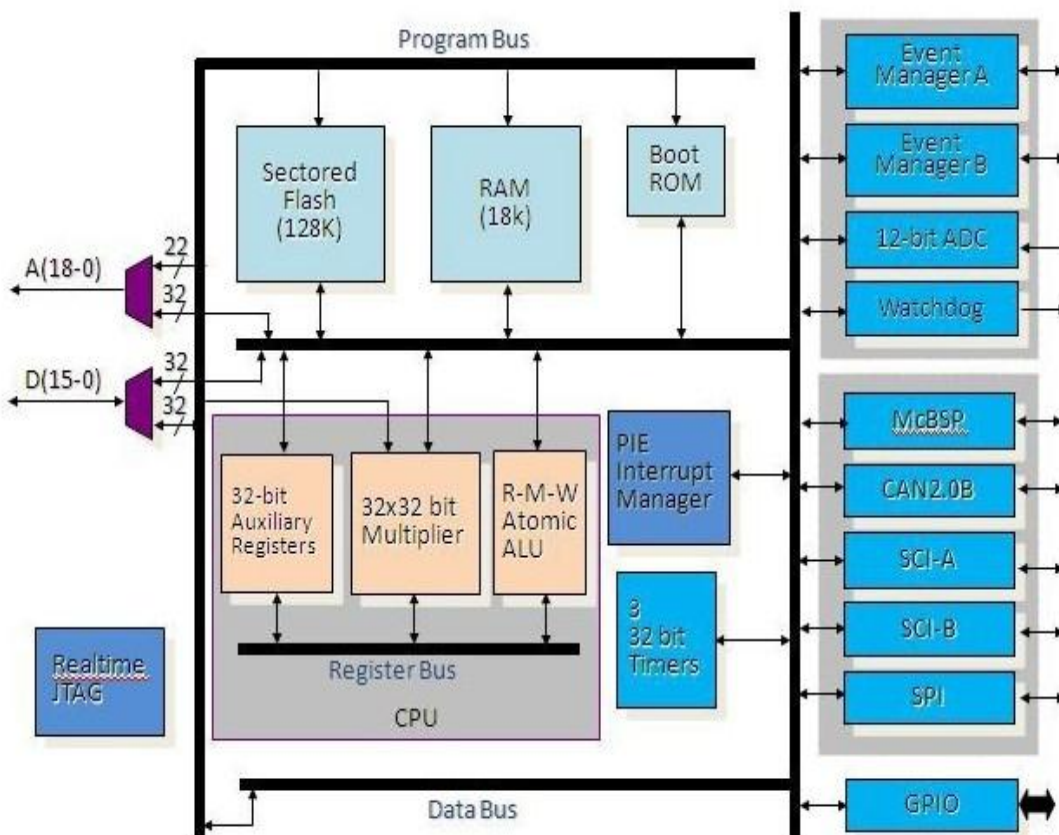 Program Bus
Sectored
Flash
(128K)
RAM
(18k)
Boot
ROM
22
A(18-0)
32
32
D(15-0)
32
PIE
Interrupt
Manager
32-bit
Auxiliary
Registers
32x32 bit
Multiplier
R-M-W
Atomic
ALU
3
32 bit
Timers
Register Bus
CPU
Realtime
JTAG
Data Bus
Event
Manager A
Event
Manager B
12-bit ADC
Watchdog
McBSP
CAN2.0B
SCI-A
SCI-B
SPI
GPIO